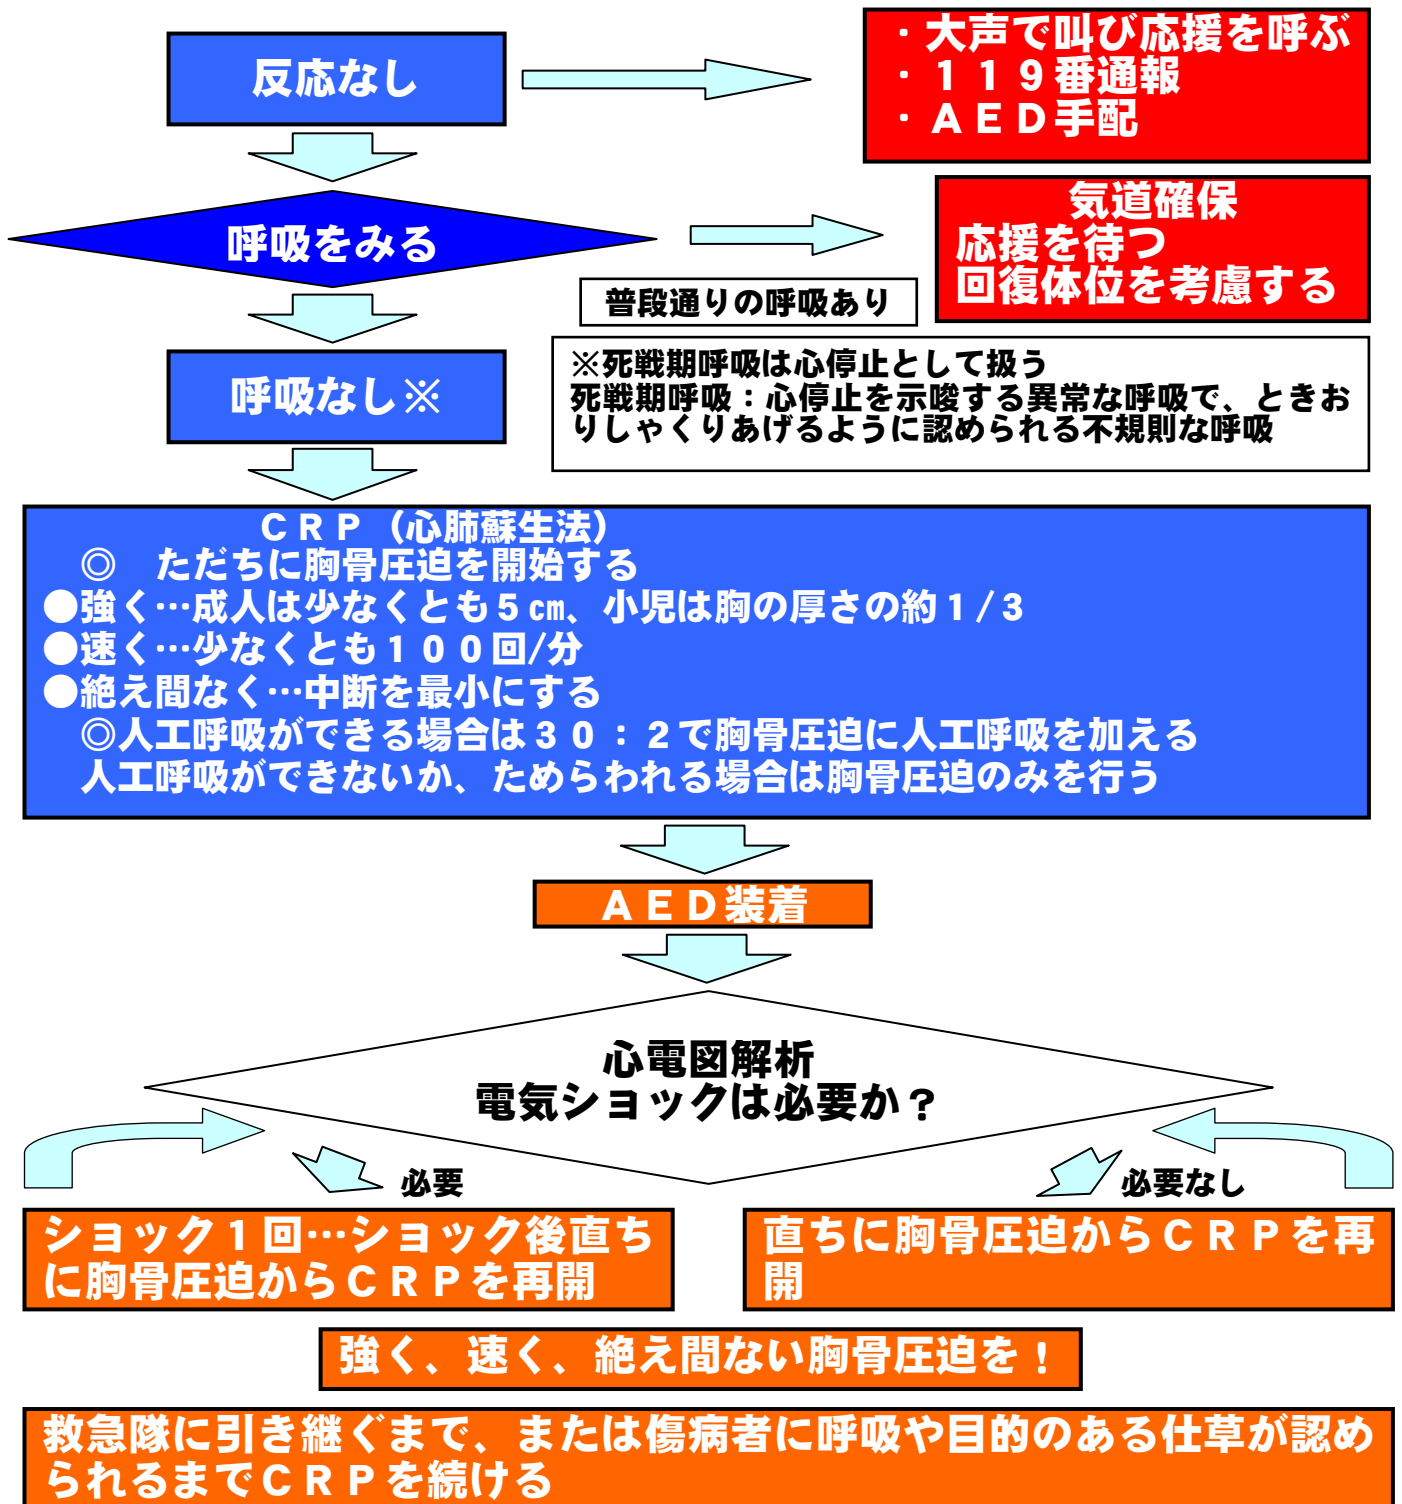 反応なし
・大声で叫び応援を呼ぶ
・119番通報
・AED手配
呼吸をみる
気道確保
応援を待つ
回復体位を考慮する
普段通りの呼吸あり
呼吸なし※
※死戦期呼吸は心停止として扱う
死戦期呼吸：心停止を示唆する異常な呼吸で、ときお
りしゃくりあげるように認められる不規則な呼吸
CRP（心肺蘇生法）
◎　ただちに胸骨圧迫を開始する
●強く…成人は少なくとも5㎝、小児は胸の厚さの約1/3
●速く…少なくとも100回/分
●絶え間なく…中断を最小にする
◎人工呼吸ができる場合は30：2で胸骨圧迫に人工呼吸を加える
人工呼吸ができないか、ためらわれる場合は胸骨圧迫のみを行う
AED装着
心電図解析
電気ショックは必要か？
必要
必要なし
ショック1回…ショック後直ち
に胸骨圧迫からCRPを再開
直ちに胸骨圧迫からCRPを再
開
強く、速く、絶え間ない胸骨圧迫を！
救急隊に引き継ぐまで、または傷病者に呼吸や目的のある仕草が認め
られるまでCRPを続ける